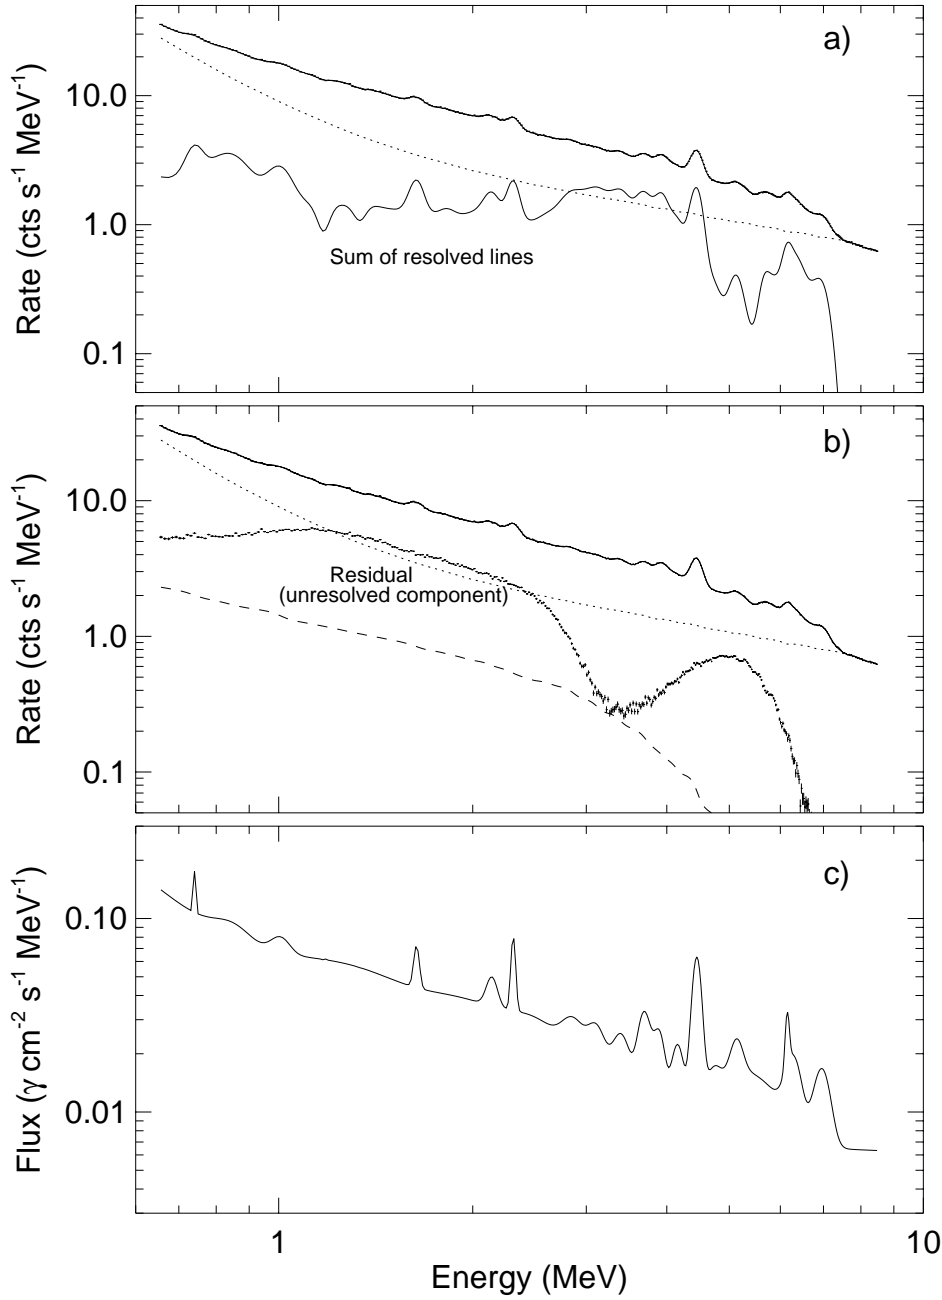 a)
10.0
1.0
0.1
Rate (cts s⁻¹ MeV⁻¹)
Sum of resolved lines
b)
10.0
1.0
0.1
Rate (cts s⁻¹ MeV⁻¹)
Residual
(unresolved component)
c)
0.10
0.01
Flux (γ cm⁻² s⁻¹ MeV⁻¹)
1
10
Energy (MeV)